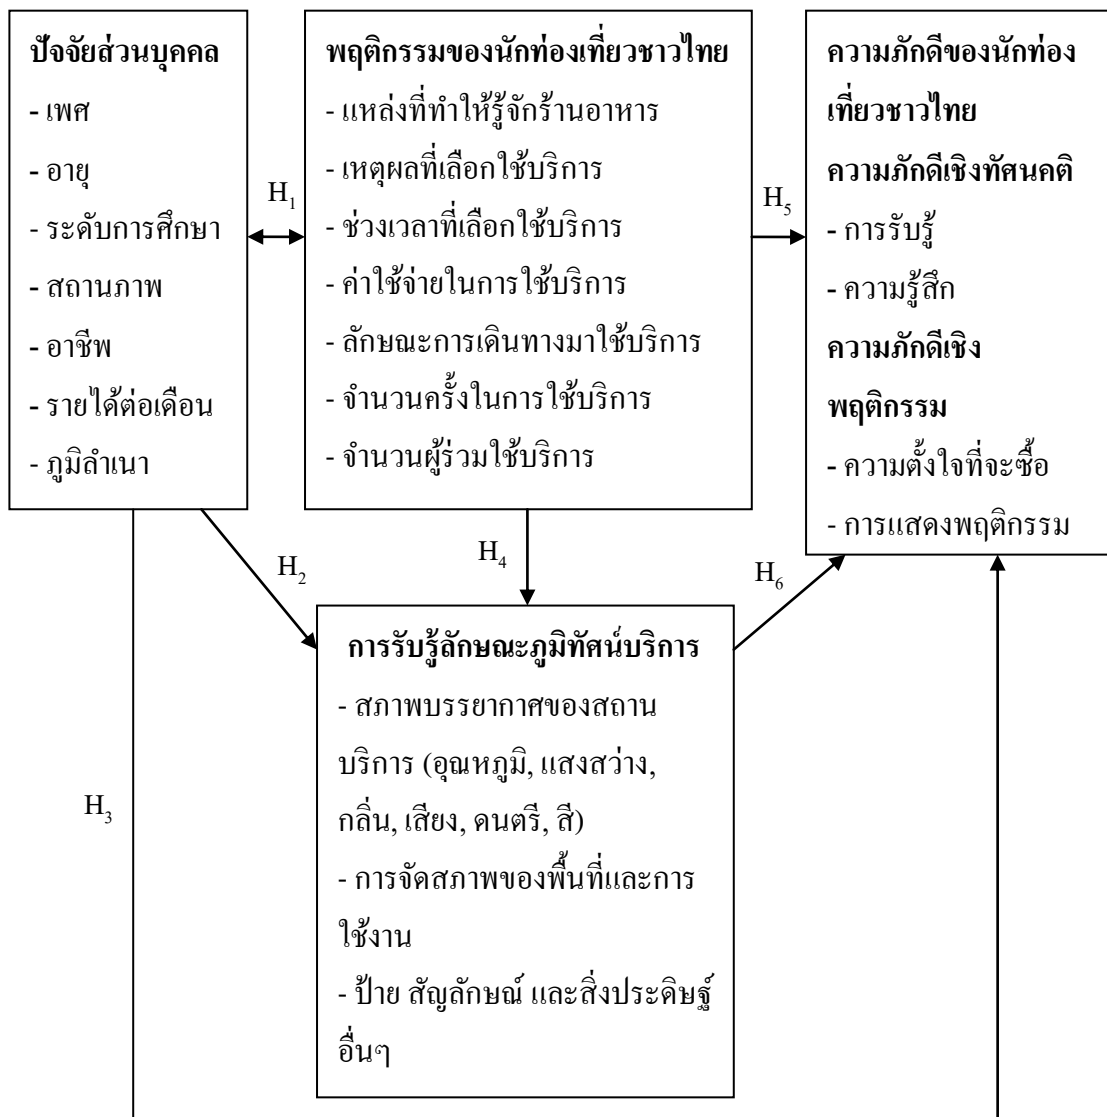 ปัจจัยส่วนบุคคล
- เพศ
- อายุ
- ระดับการศึกษา
- สถานภาพ
- อาชีพ
- รายได้ต่อเดือน
- ภูมิลำเนา
H1
พฤติกรรมของนักท่องเที่ยวชาวไทย
- แหล่งที่ทำให้รู้จักร้านอาหาร
- เหตุผลที่เลือกใช้บริการ
- ช่วงเวลาที่เลือกใช้บริการ
- ค่าใช้จ่ายในการใช้บริการ
- ลักษณะการเดินทางมาใช้บริการ
- จำนวนครั้งในการใช้บริการ
- จำนวนผู้ร่วมใช้บริการ
H5
ความภักดีของนักท่อง
เที่ยวชาวไทย
ความภักดีเชิงทัศนคติ
- การรับรู้
- ความรู้สึก
ความภักดีเชิง
พฤติกรรม
- ความตั้งใจที่จะซื้อ
- การแสดงพฤติกรรม
H2
H4
H6
การรับรู้ลักษณะภูมิทัศน์บริการ
- สภาพบรรยากาศของสถาน
บริการ (อุณหภูมิ, แสงสว่าง,
กลิ่น, เสียง, ดนตรี, สี)
- การจัดสภาพของพื้นที่และการ
ใช้งาน
- ป้าย สัญลักษณ์ และสิ่งประดิษฐ์
อื่นๆ
H3